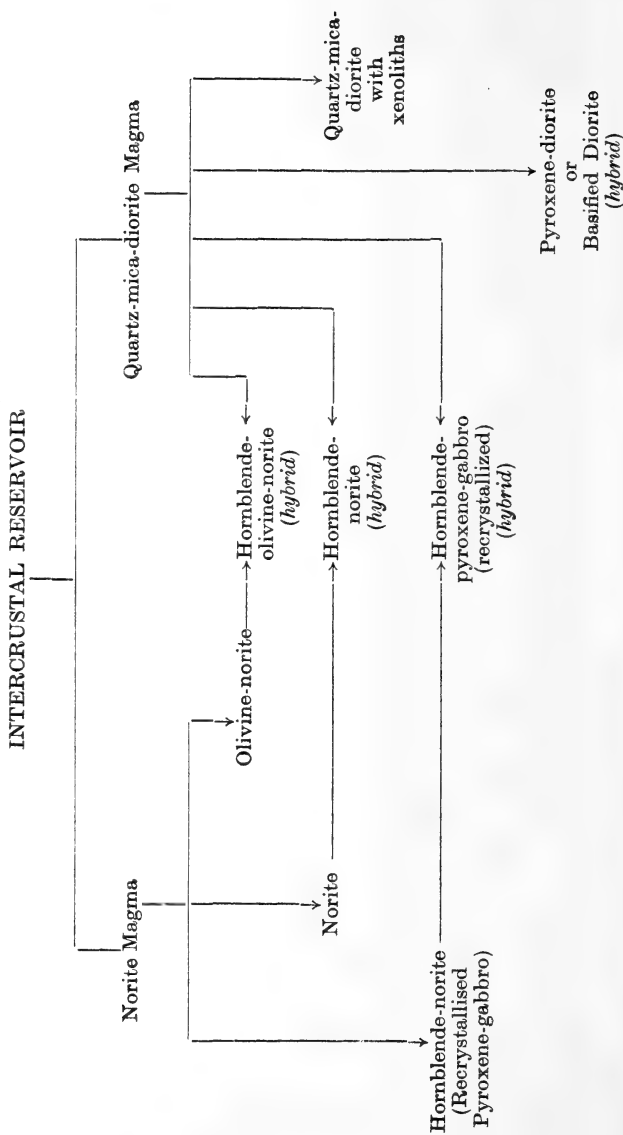 INTERCRUSTAL RESERVOIR
Norite Magma
Quartz-mica-diorite Magma
Olivine-norite
Hornblende-
olivine-norite
(hybrid)
Quartz-mica-
diorite
with
xenoliths
Norite
Hornblende-
norite
(hybrid)
Hornblende-norite
(Recrystallised
Pyroxene-gabbro)
Hornblende-
pyroxene-gabbro
(recrystallized)
(hybrid)
Pyroxene-diorite
or
Basified Diorite
(hybrid)